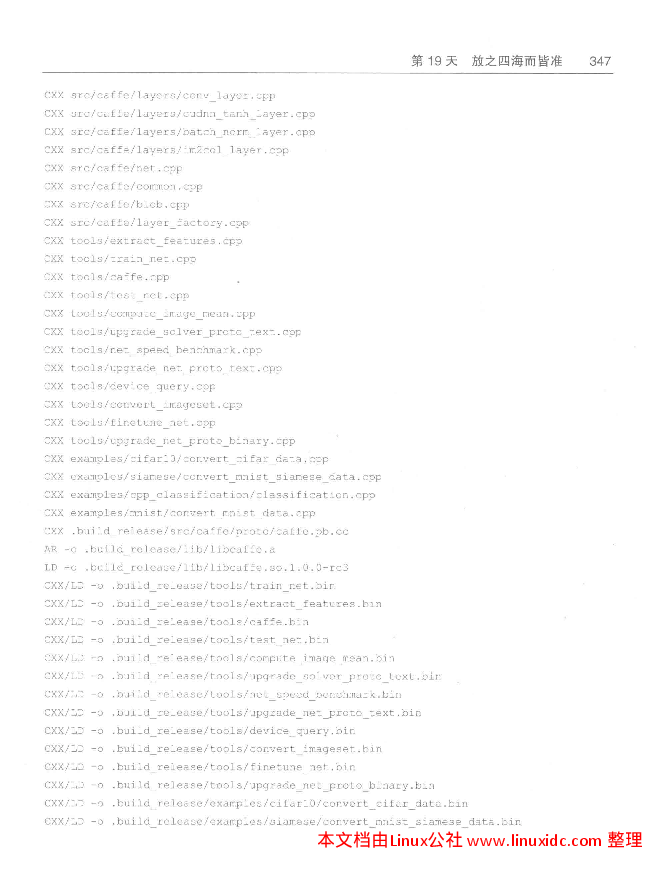 第 19 天 放之四海而皆准 347
CXX src/caffe/layers/conv_layer.cpp
CXX src/caffe/layers/cudnn_tanh_layer.cpp
CXX src/caffe/layers/batch_norm_layer.cpp
CXX src/caffe/layers/im2col_layer.cpp
CXX src/caffe/net.cpp
CXX src/caffe/common.cpp
CXX src/caffe/blob.cpp
CXX src/caffe/layer_factory.cpp
CXX tools/extract_features.cpp
CXX tools/train_net.cpp
CXX tools/caffe.cpp
CXX tools/test_net.cpp
CXX tools/compute_image_mean.cpp
CXX tools/upgrade_solver_proto_text.cpp
CXX tools/net_speed_benchmark.cpp
CXX tools/upgrade_net_proto_text.cpp
CXX tools/device_query.cpp
CXX tools/convert_imageset.cpp
CXX tools/finetune_net.cpp
CXX tools/upgrade_net_proto_binary.cpp
CXX examples/cifar10/convert_cifar_data.cpp
CXX examples/siamese/convert_mnist_siamese_data.cpp
CXX examples/cpp_classification/classification.cpp
CXX examples/mnist/convert_mnist_data.cpp
CXX .build_release/src/caffe/proto/caffe.pb.cc
AR -o .build_release/lib/libcaffe.a
LD -o .build_release/lib/libcaffe.so.1.0.0-rc3
CXX/LD -o .build_release/tools/train_net.bin
CXX/LD -o .build_release/tools/extract_features.bin
CXX/LD -o .build_release/tools/caffe.bin
CXX/LD -o .build_release/tools/test_net.bin
CXX/LD -o .build_release/tools/compute_image_mean.bin
CXX/LD -o .build_release/tools/upgrade_solver_proto_text.bin
CXX/LD -o .build_release/tools/net_speed_benchmark.bin
CXX/LD -o .build_release/tools/upgrade_net_proto_text.bin
CXX/LD -o .build_release/tools/device_query.bin
CXX/LD -o .build_release/tools/convert_imageset.bin
CXX/LD -o .build_release/tools/finetune_net.bin
CXX/LD -o .build_release/tools/upgrade_net_proto_binary.bin
CXX/LD -o .build_release/examples/cifar10/convert_cifar_data.bin
CXX/LD -o .build_release/examples/siamese/convert_mnist_siamese_data.bin
本文档由Linux公社 www.linuxidc.com 整理